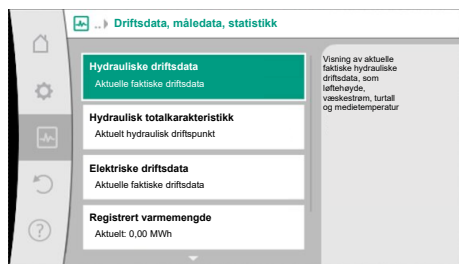 .. Driftsdata, måledata, statistikk
Hydrauliske driftsdata
Aktuelle faktiske driftsdata
Hydraulisk totalkarakteristikk
Aktuelt hydraulisk driftspunkt
Elektriske driftsdata
Aktuelle faktiske driftsdata
Registrert varmemengde
Aktuelt: 0,00 MWh
Visning av aktuelle
faktiske hydrauliske
driftsdata, som
løftehøyde,
væskestrøm, turtall
og medietemperatur